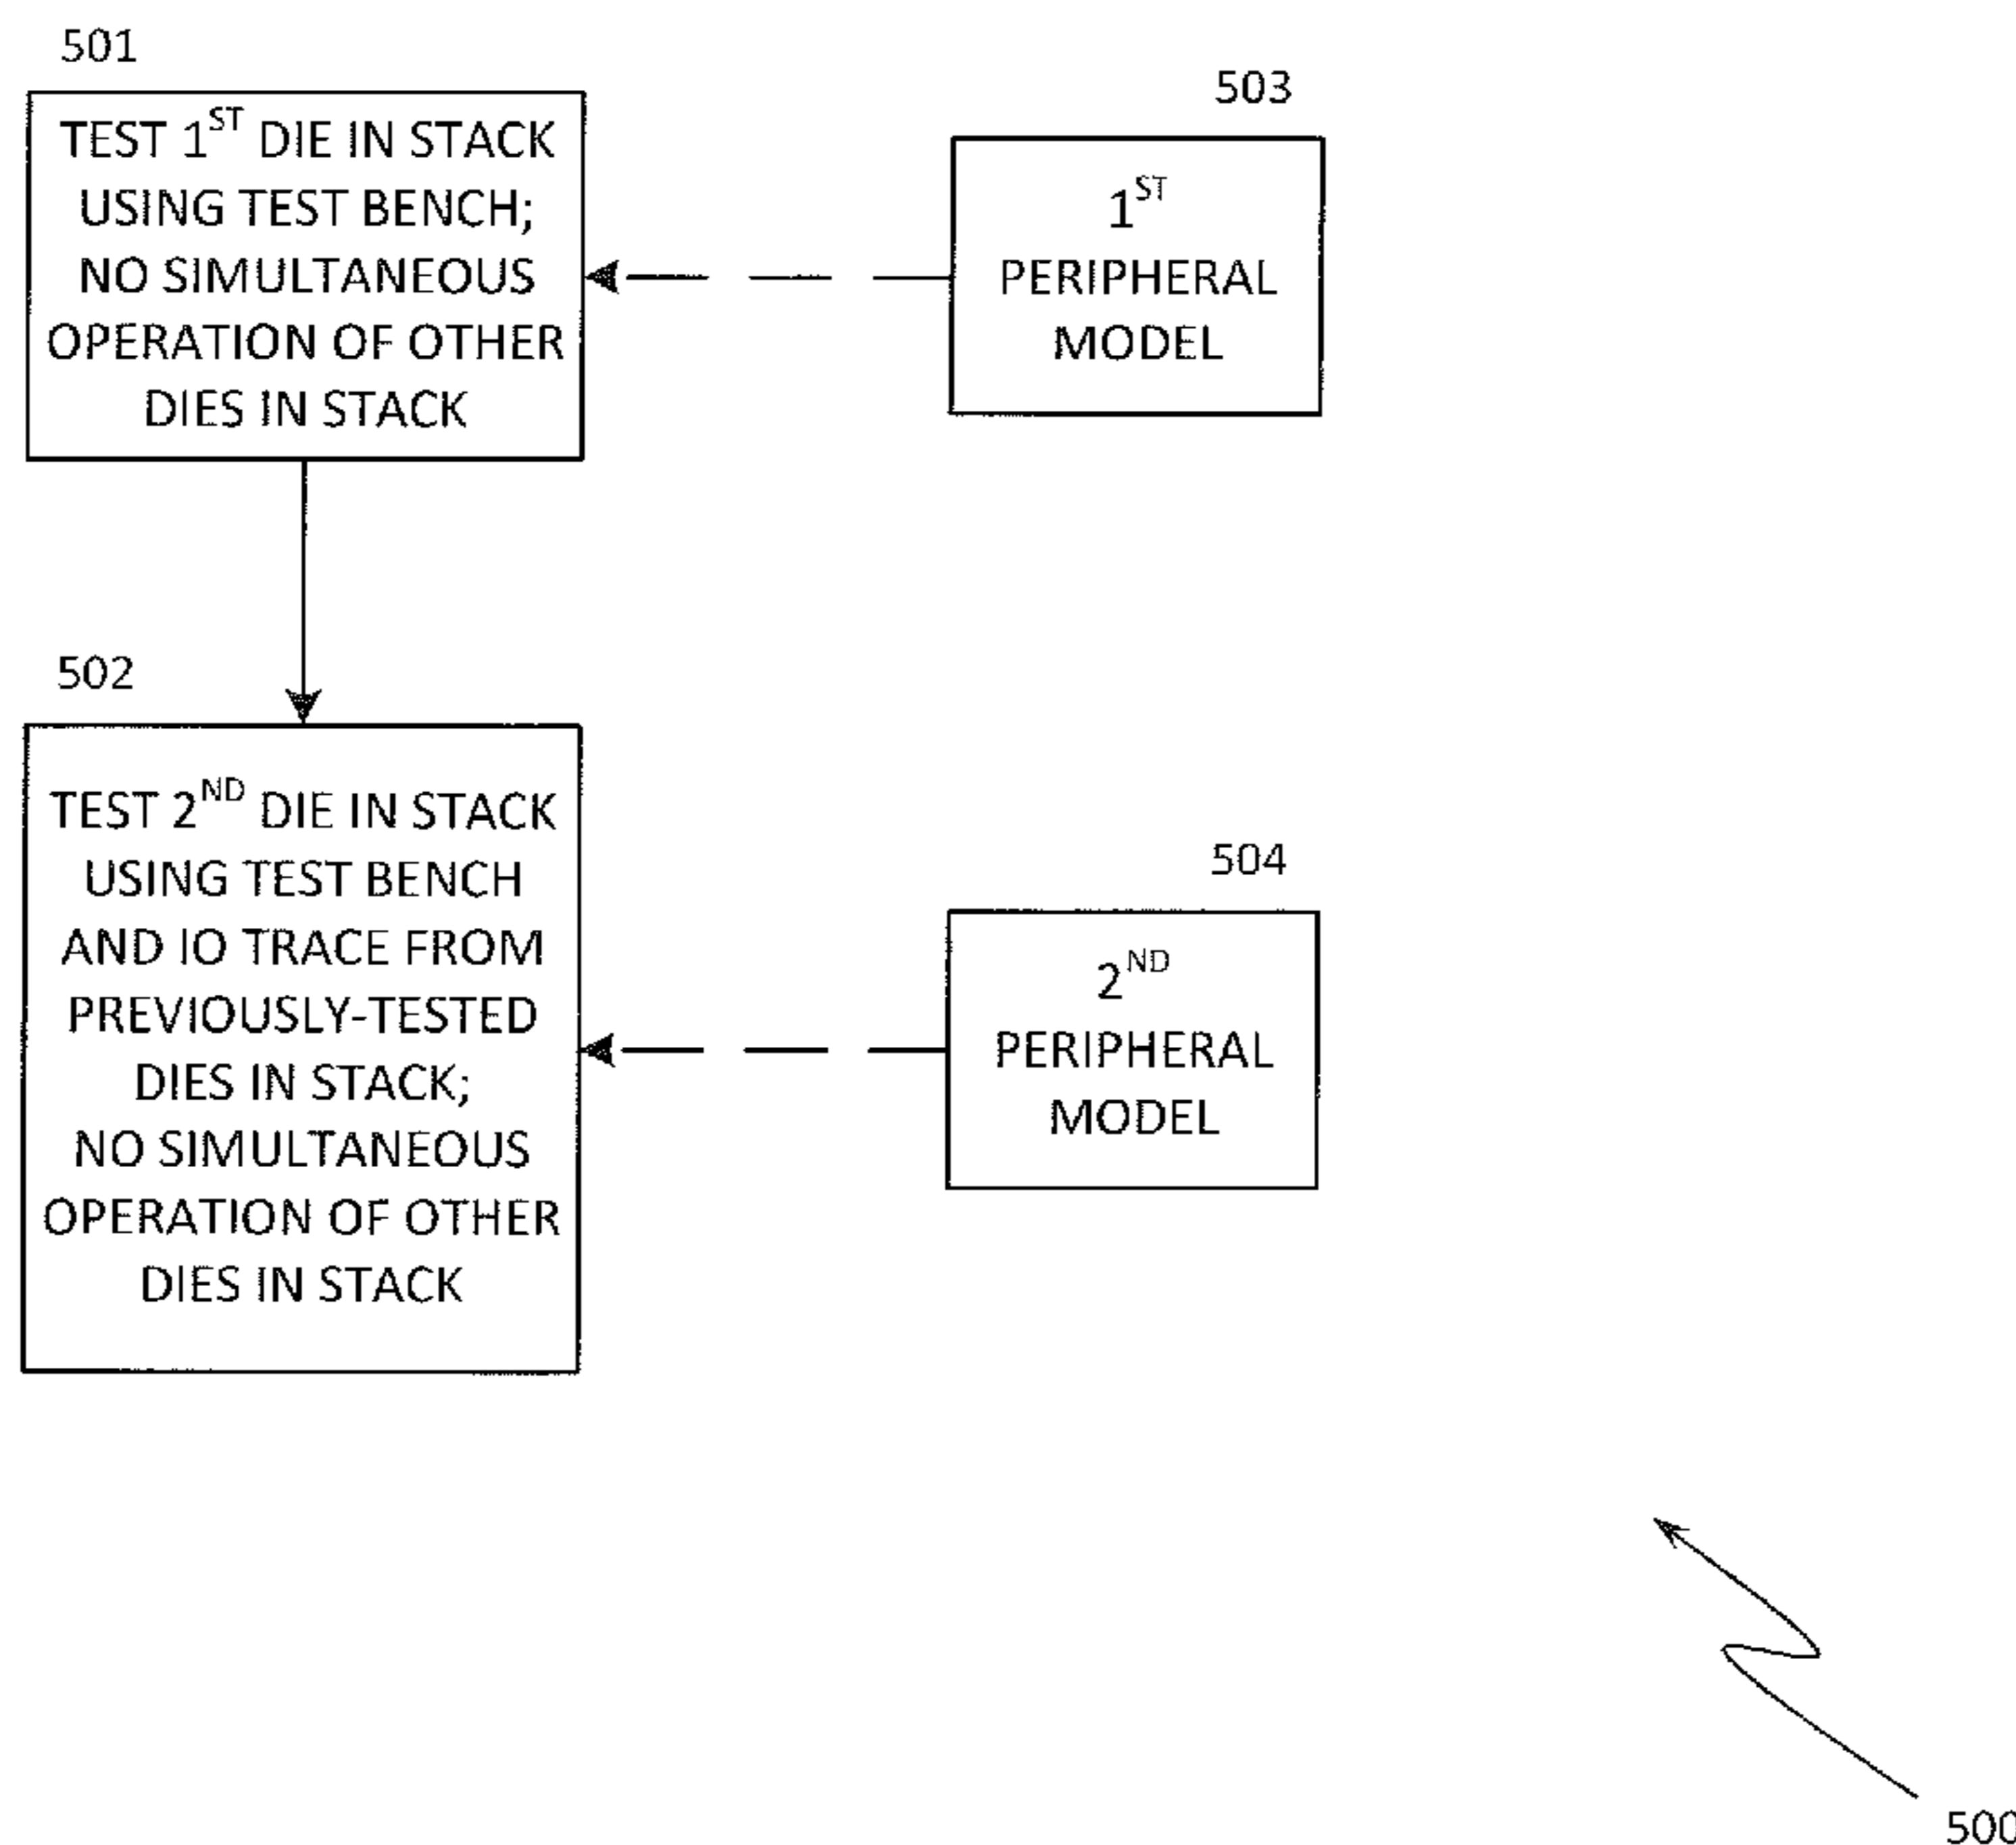 501
TEST 1ST DIE IN STACK
USING TEST BENCH;
NO SIMULTANEOUS
OPERATION OF OTHER
DIES IN STACK
503
1ST
PERIPHERAL
MODEL
502
TEST 2ND DIE IN STACK
USING TEST BENCH
AND IO TRACE FROM
PREVIOUSLY-TESTED
DIES IN STACK;
NO SIMULTANEOUS
OPERATION OF OTHER
DIES IN STACK
504
2ND
PERIPHERAL
MODEL
500